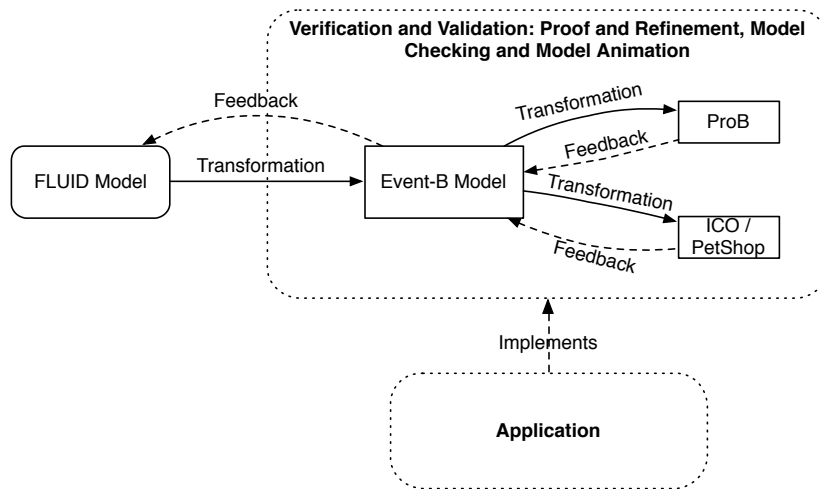 Verification and Validation: Proof and Refinement, Model
Checking and Model Animation
Feedback
Transformation
ProB
Feedback
FLUID Model
Transformation
Event-B Model
Transformation
ICO /
PetShop
Feedback
Implements
Application